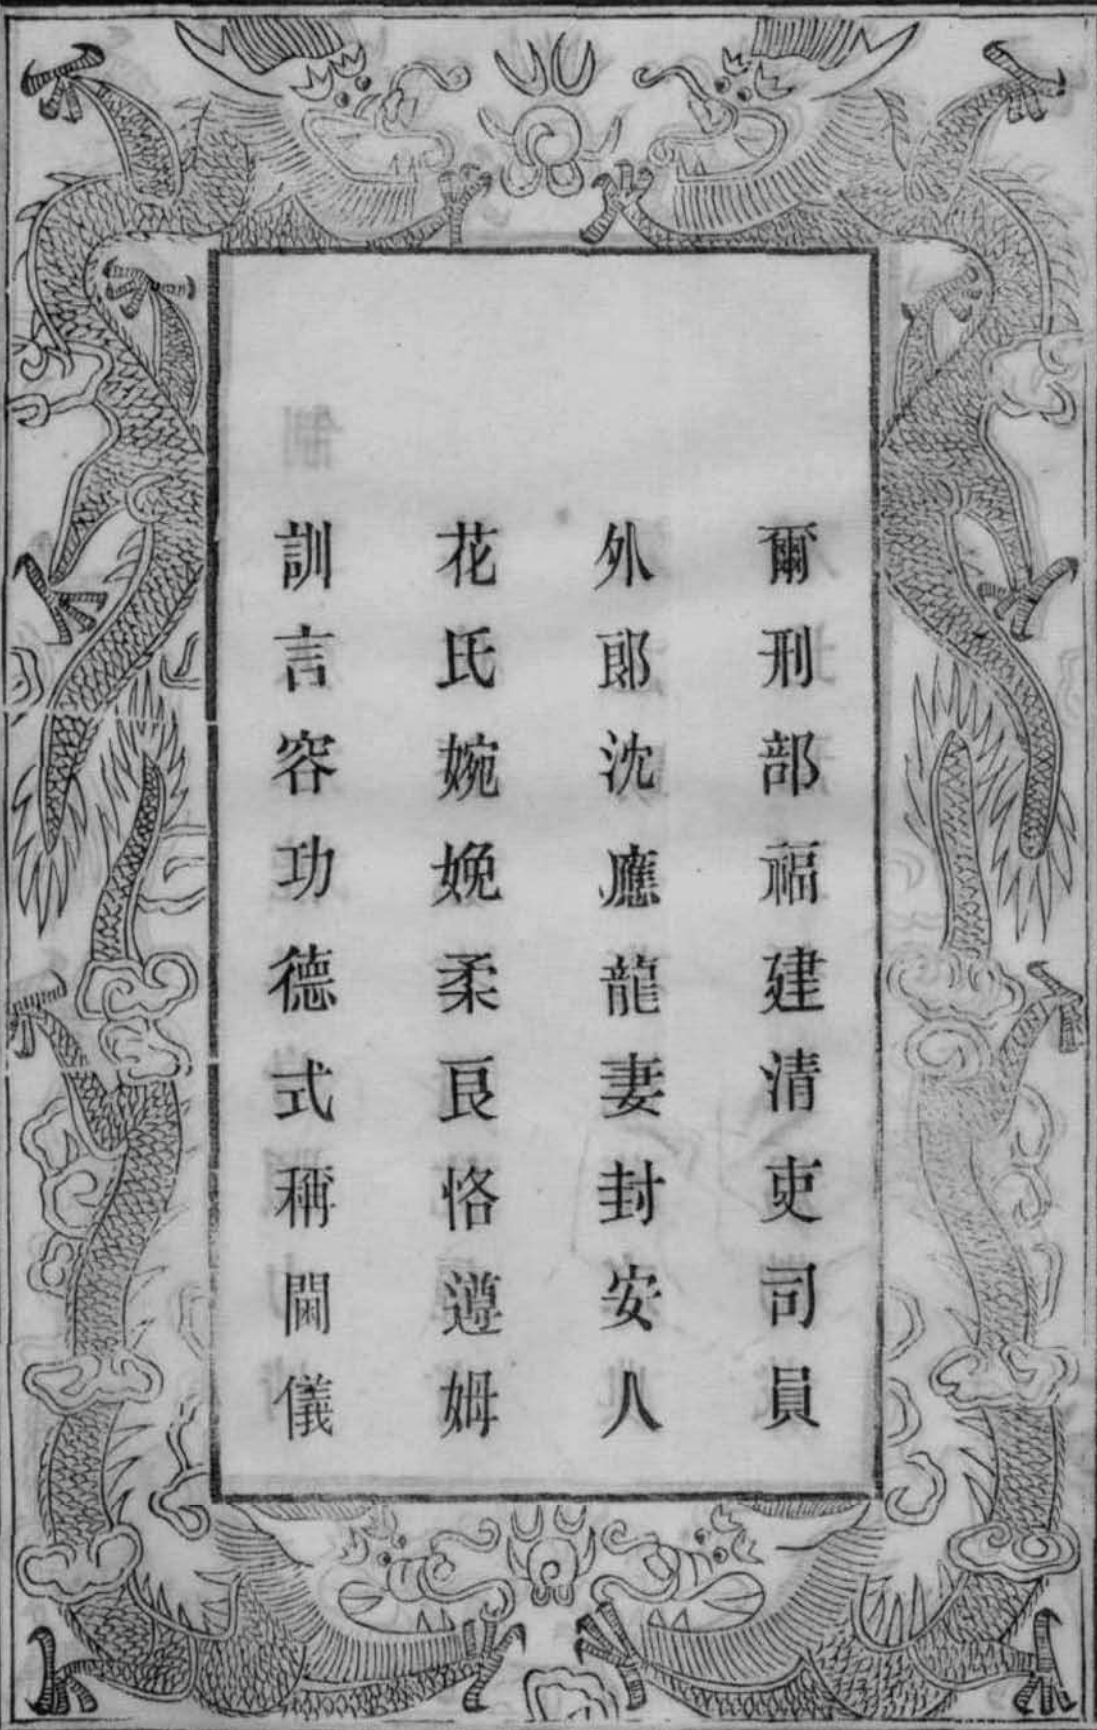 爾刑部福建清吏司員
外郎沈應龍妻封安人
花氏婉娩柔良恪遵姆
訓言容功德式稱閫儀